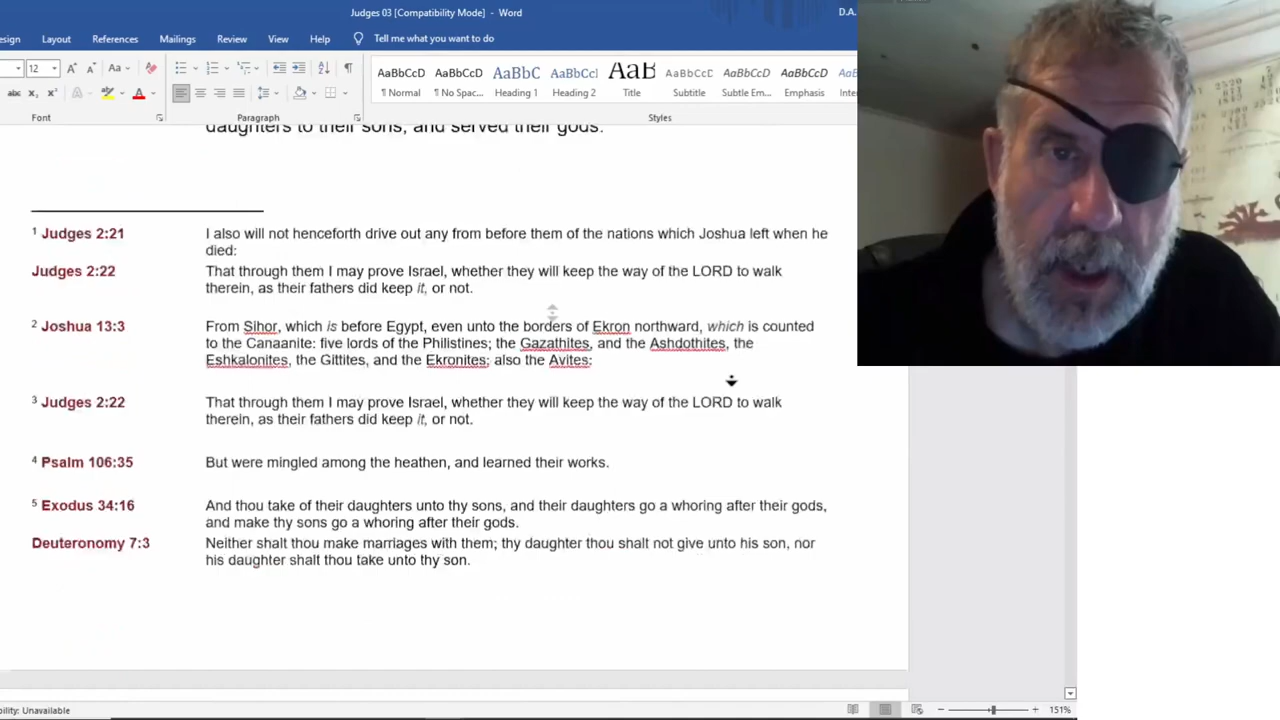 Judges 03 [Compatibility Mode] - Word
D.A.
esign Layout References Mailings Review View Help Tell me what you want to do
12 Aa
abc x₂ x² A A
Font Paragraph Styles
AaBbCcD AaBbCcD AaBbC AaBbCcI AaB AaBbCcD AaBbCcD AaBbCcD AaB
¶ Normal ¶ No Spac... Heading 1 Heading 2 Title Subtitle Subtle Em... Emphasis Inter
daughters to their sons, and served their gods.
1 Judges 2:21 I also will not henceforth drive out any from before them of the nations which Joshua left when he
died:
Judges 2:22 That through them I may prove Israel, whether they will keep the way of the LORD to walk
therein, as their fathers did keep it, or not.
2 Joshua 13:3 From Sihor, which is before Egypt, even unto the borders of Ekron northward, which is counted
to the Canaanite: five lords of the Philistines; the Gazathites, and the Ashdothites, the
Eshkalonites, the Gittites, and the Ekronites; also the Avites:
3 Judges 2:22 That through them I may prove Israel, whether they will keep the way of the LORD to walk
therein, as their fathers did keep it, or not.
4 Psalm 106:35 But were mingled among the heathen, and learned their works.
5 Exodus 34:16 And thou take of their daughters unto thy sons, and their daughters go a whoring after their gods,
and make thy sons go a whoring after their gods.
Deuteronomy 7:3 Neither shalt thou make marriages with them; thy daughter thou shalt not give unto his son, nor
his daughter shalt thou take unto thy son.
bility: Unavailable
151%